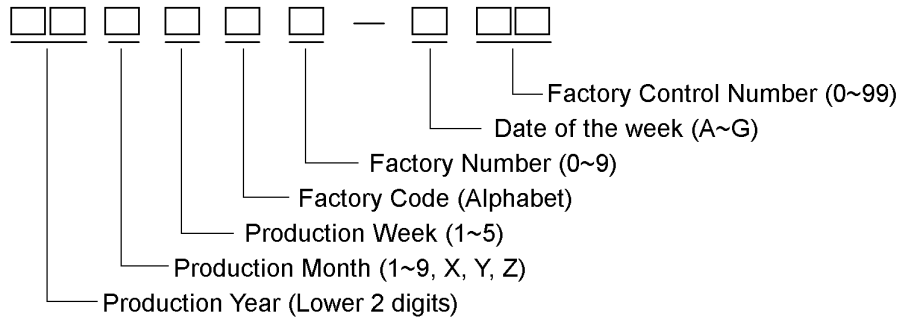 Factory Control Number (0~99)
Date of the week (A~G)
Factory Number (0~9)
Factory Code (Alphabet)
Production Week (1~5)
Production Month (1~9, X, Y, Z)
Production Year (Lower 2 digits)